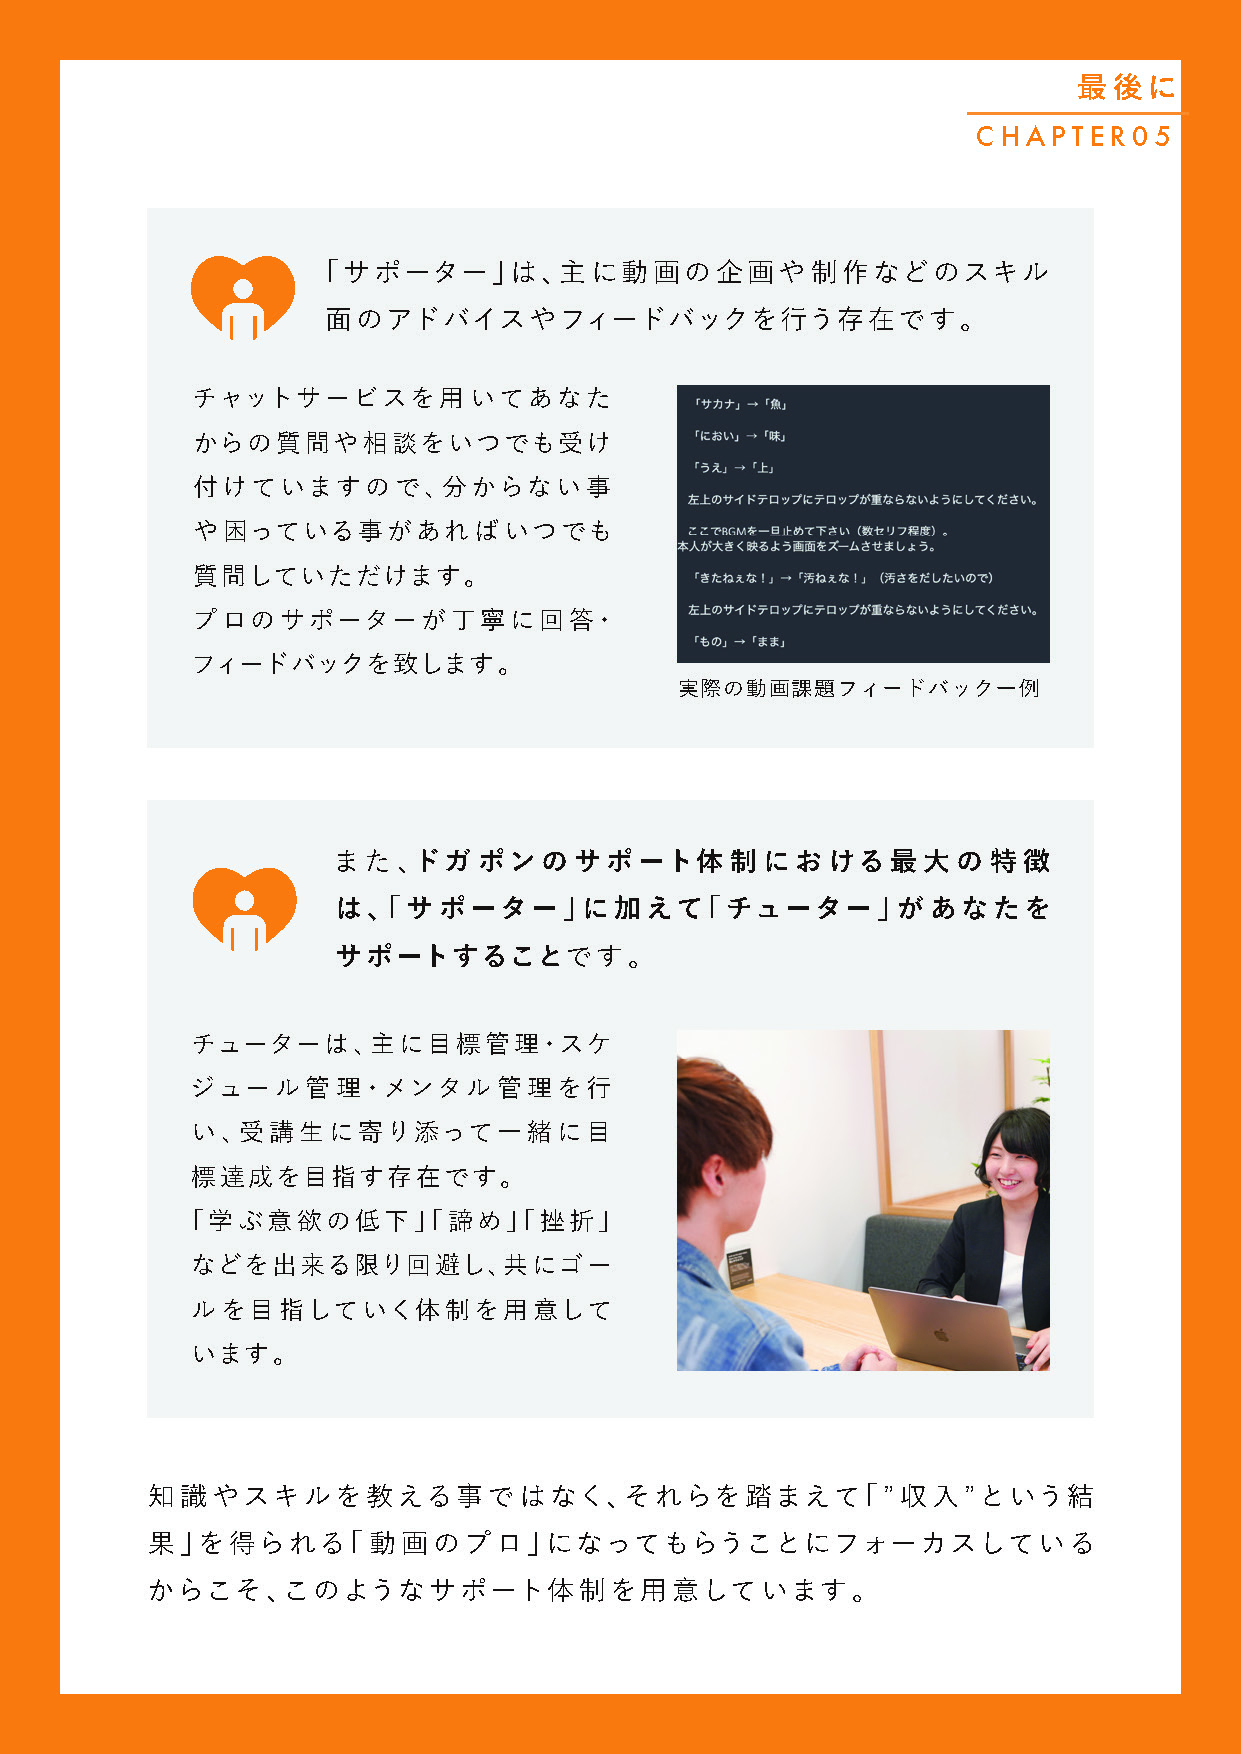 最後に
CHAPTER05
「サポーター」は、主に動画の企画や制作などのスキル
面のアドバイスやフィードバックを行う存在です。
チャットサービスを用いてあなた
からの質問や相談をいつでも受け
付けていますので、分からない事
や困っている事があればいつでも
質問していただけます。
プロのサポーターが丁寧に回答・
フィードバックを致します。
「サカナ」→「魚」
「におい」→「味」
「うえ」→「上」
左上のサイドテロップにテロップが重ならないようにしてください。
ここでBGMを一旦止めて下さい（数セリフ程度）。
本人が大きく映るよう画面をズームさせましょう。
「きたねぇな！」→「汚ねぇな！」（汚さをだしたいので）
左上のサイドテロップにテロップが重ならないようにしてください。
「もの」→「まま」
実際の動画課題フィードバック一例
また、ドガポンのサポート体制における最大の特徴
は、「サポーター」に加えて「チューター」があなたを
サポートすることです。
チューターは、主に目標管理・スケ
ジュール管理・メンタル管理を行
い、受講生に寄り添って一緒に目
標達成を目指す存在です。
「学ぶ意欲の低下」「諦め」「挫折」
などを出来る限り回避し、共にゴー
ルを目指していく体制を用意して
います。
知識やスキルを教える事ではなく、それらを踏まえて「”収入”という結
果」を得られる「動画のプロ」になってもらうことにフォーカスしている
からこそ、このようなサポート体制を用意しています。